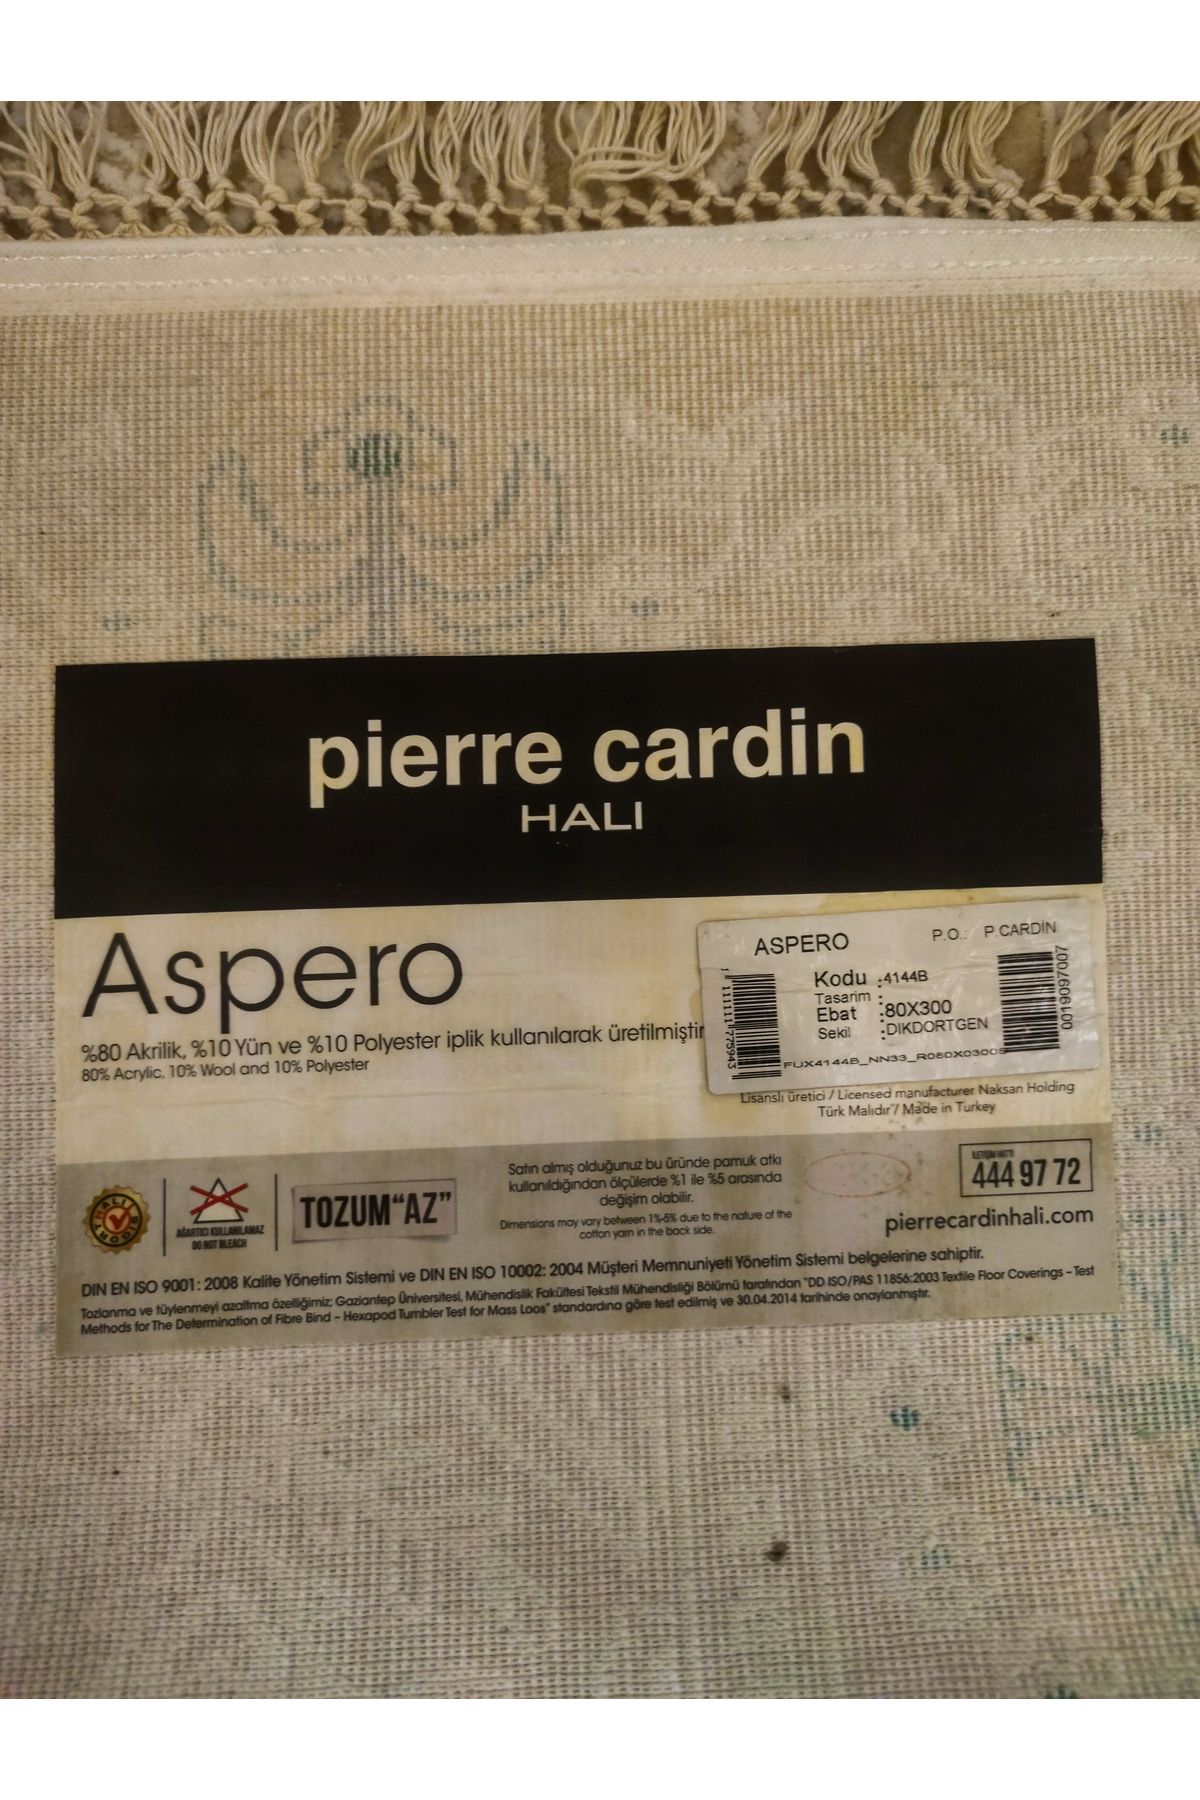 pierre cardin
HALI
Aspero
%80 Akrilik, %10 Yün ve %10 Polyester iplik kullanılarak üretilmiştir
80% Acrylic, 10% Wool and 10% Polyester
ASPERO
P.O.: P.CARDİN
Kodu :4144B
Tasarim :
Ebat :80X300
Sekil :DIKDORTGEN
FUX4144B_NN33_R080X0300S
0019097007
Lisanslı üretici / Licensed manufacturer Naksan Holding
Türk Malıdır / Made in Turkey
AĞARTICI KULLANILAMAZ
DO NOT BLEACH
TOZUM“AZ”
Satın almış olduğunuz bu üründe pamuk atkı
kullanıldığından ölçülerde %1 ile %5 arasında
değişim olabilir.
Dimensions may vary between 1%-5% due to the nature of the
cotton yarn in the back side.
İLETİŞİM HATTI
444 97 72
pierrecardinhali.com
DIN EN ISO 9001: 2008 Kalite Yönetim Sistemi ve DIN EN ISO 10002: 2004 Müşteri Memnuniyeti Yönetim Sistemi belgelerine sahiptir.
Tozlanma ve tüylenmeyi azaltma özelliğimiz; Gaziantep Üniversitesi, Mühendislik Fakültesi Tekstil Mühendisliği Bölümü tarafından "DD ISO/PAS 11856:2003 Textile Floor Coverings - Test
Methods for The Determination of Fibre Bind - Hexapod Tumbler Test for Mass Loos" standardına göre test edilmiş ve 30.04.2014 tarihinde onaylanmıştır.